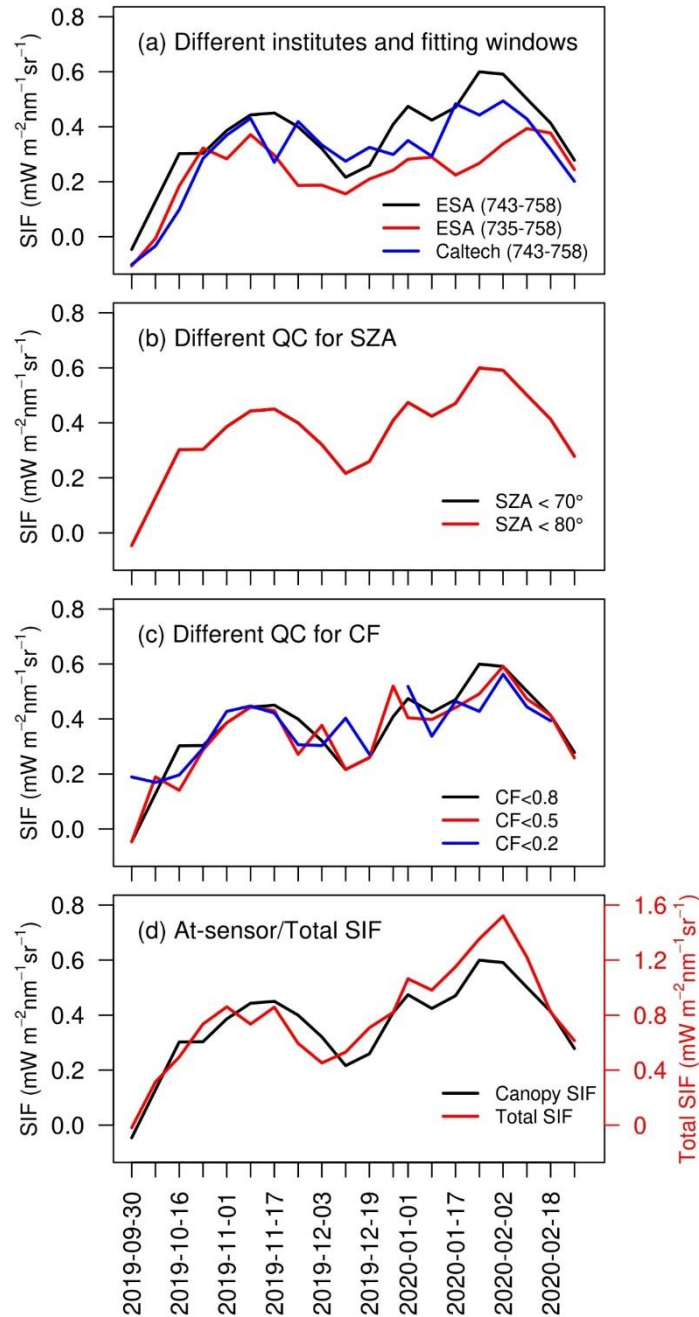 (a) Different institutes and fitting windows
SIF (mW m−2nm−1sr−1)
0.8
0.6
0.4
0.2
0.0
ESA (743-758)
ESA (735-758)
Caltech (743-758)
(b) Different QC for SZA
SIF (mW m−2nm−1sr−1)
0.8
0.6
0.4
0.2
0.0
SZA < 70°
SZA < 80°
(c) Different QC for CF
SIF (mW m−2nm−1sr−1)
0.8
0.6
0.4
0.2
0.0
CF<0.8
CF<0.5
CF<0.2
(d) At-sensor/Total SIF
SIF (mW m−2nm−1sr−1)
0.8
0.6
0.4
0.2
0.0
Canopy SIF
Total SIF
1.6
1.2
0.8
0.4
0
Total SIF (mW m−2nm−1sr−1)
2019-09-30
2019-10-16
2019-11-01
2019-11-17
2019-12-03
2019-12-19
2020-01-01
2020-01-17
2020-02-02
2020-02-18